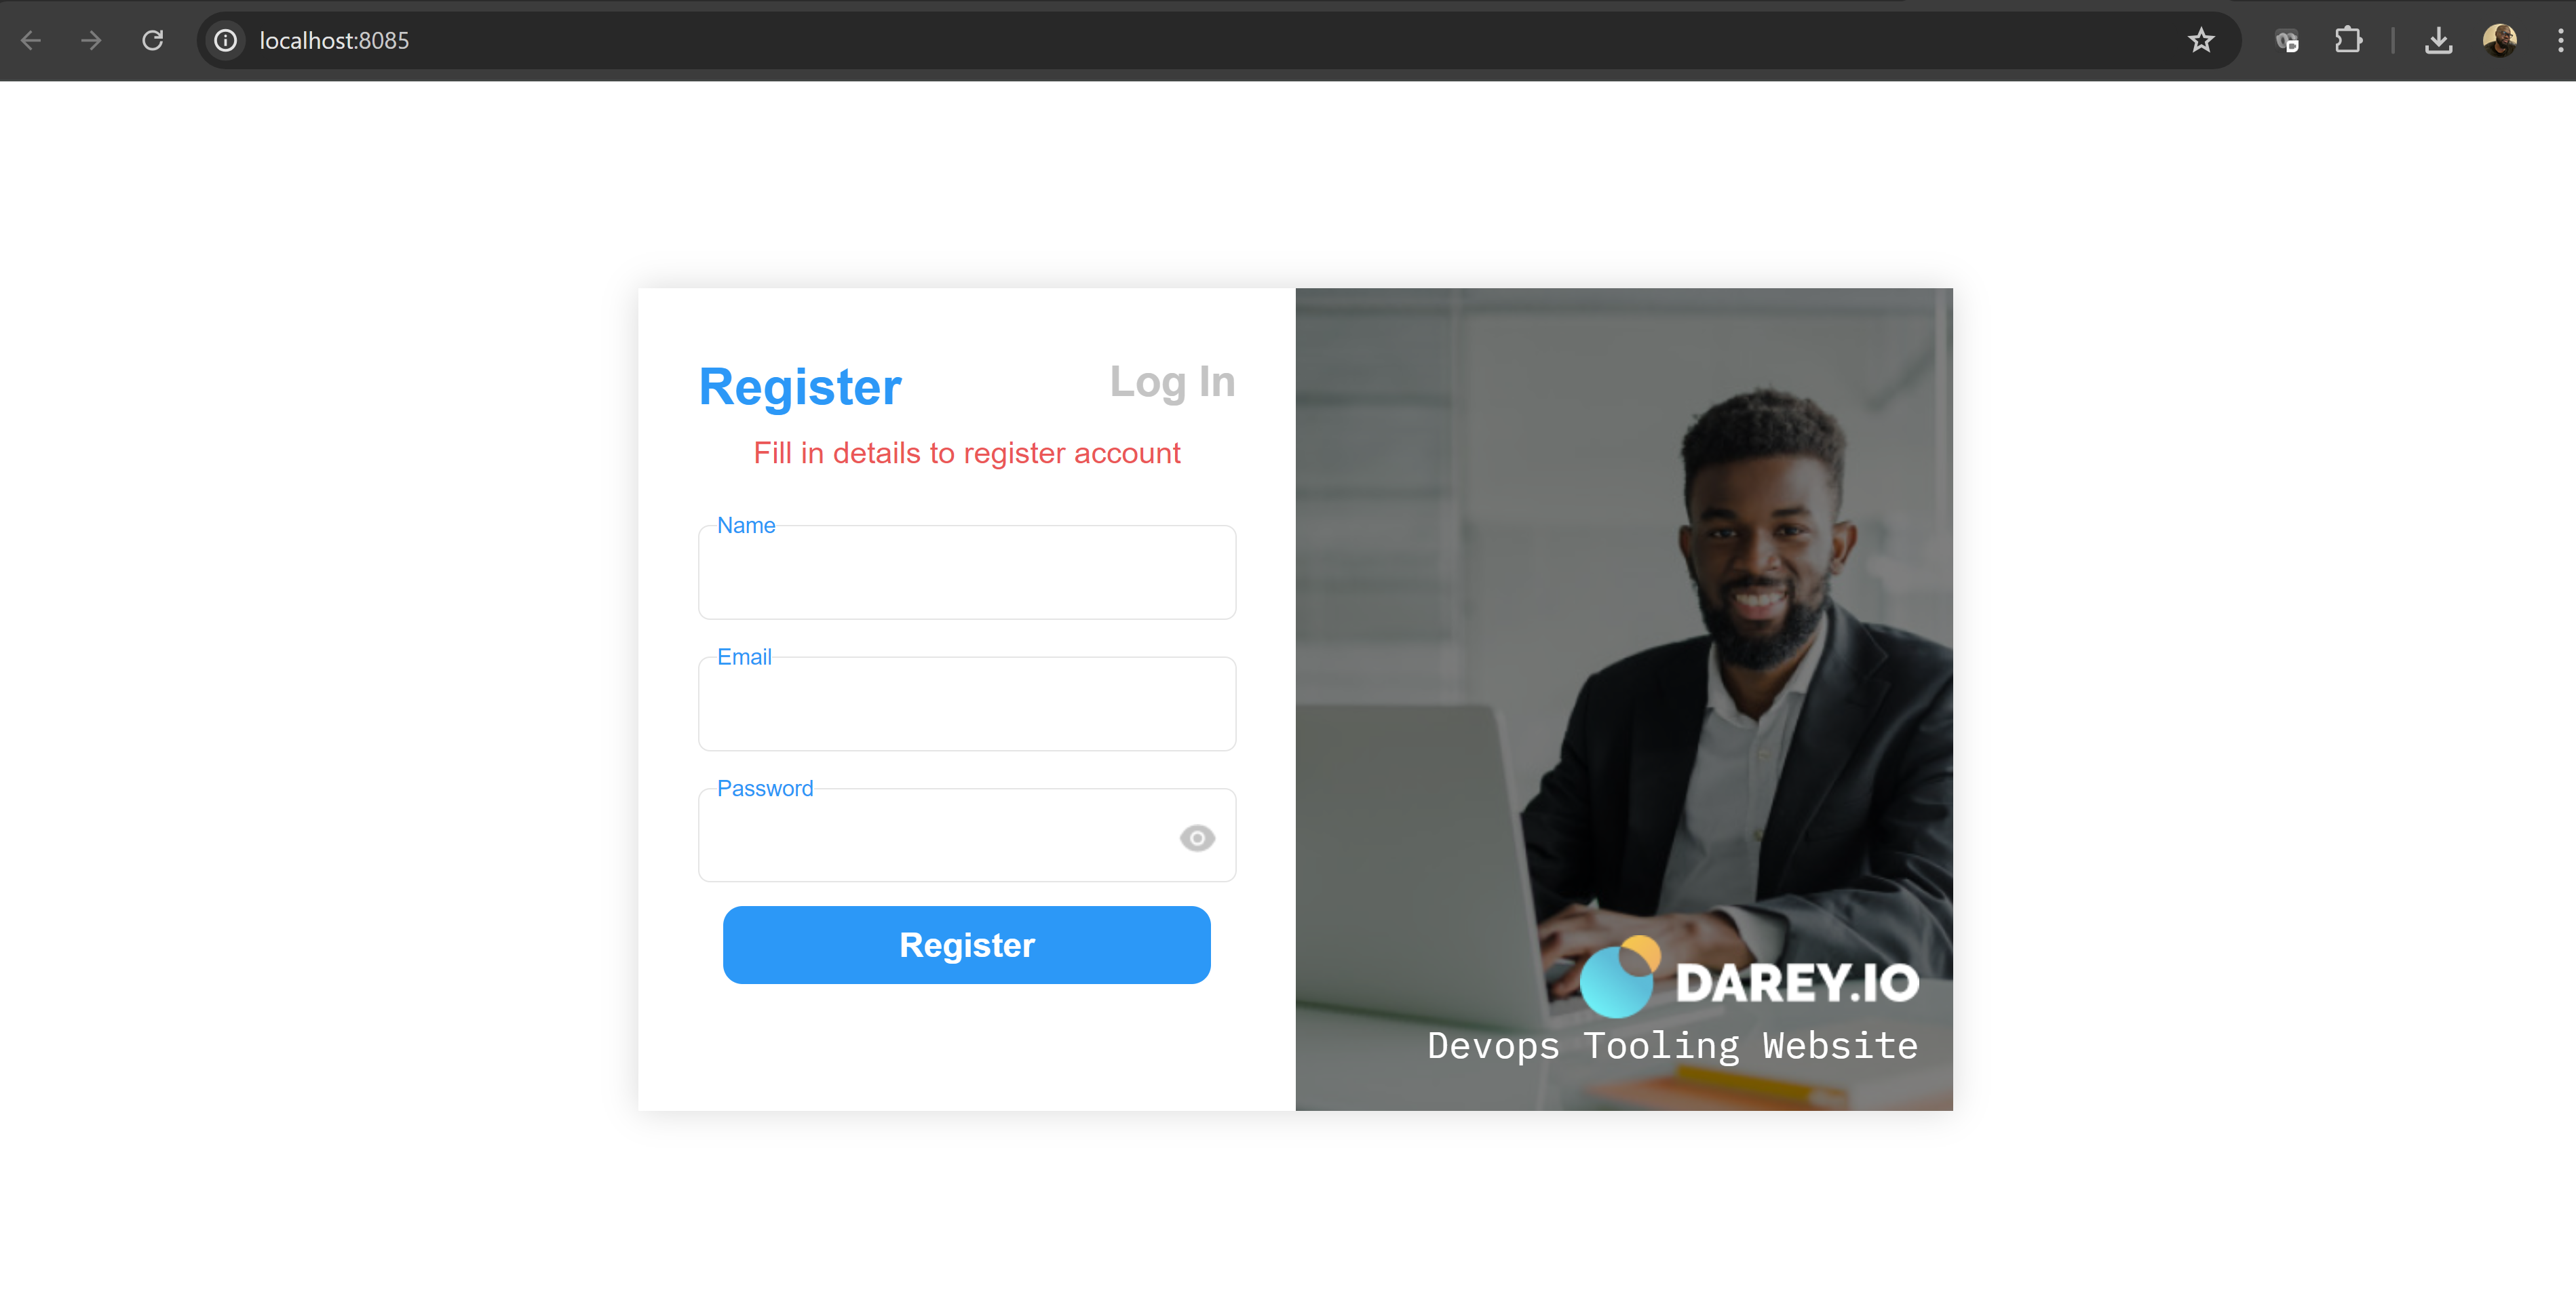 localhost:8085
Register
Log In
Fill in details to register account
Name
Email
Password
Register
DAREY.IO
Devops Tooling Website